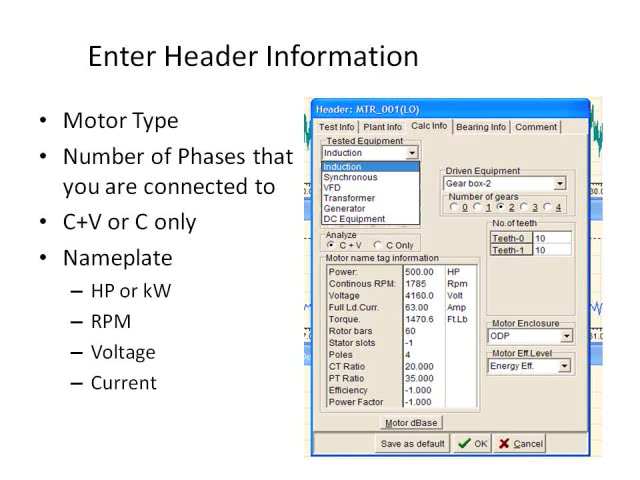 Enter Header Information
• Motor Type
• Number of Phases that
you are connected to
• C+V or C only
• Nameplate
– HP or kW
– RPM
– Voltage
– Current
Header: MTR_001(LO)
Test Info Plant Info Calc Info Bearing Info Comment
Tested Equipment
Induction
Induction
Synchronous
VFD
Transformer
Generator
DC Equipment
Driven Equipment
Gear box-2
Number of gears
0 1 2 3 4
Analyze
C + V C Only
No.of teeth
Teeth-0 10
Teeth-1 10
Motor name tag information
Power: 500.00 HP
Continous RPM: 1785 Rpm
Voltage 4160.0 Volt
Full Ld.Curr. 63.00 Amp
Torque. 1470.6 Ft.Lb
Rotor bars 60
Stator slots -1
Poles 4
CT Ratio 20.000
PT Ratio 35.000
Efficiency -1.000
Power Factor -1.000
Motor Enclosure
ODP
Motor Eff.Level
Energy Eff.
Motor dBase
Save as default OK Cancel